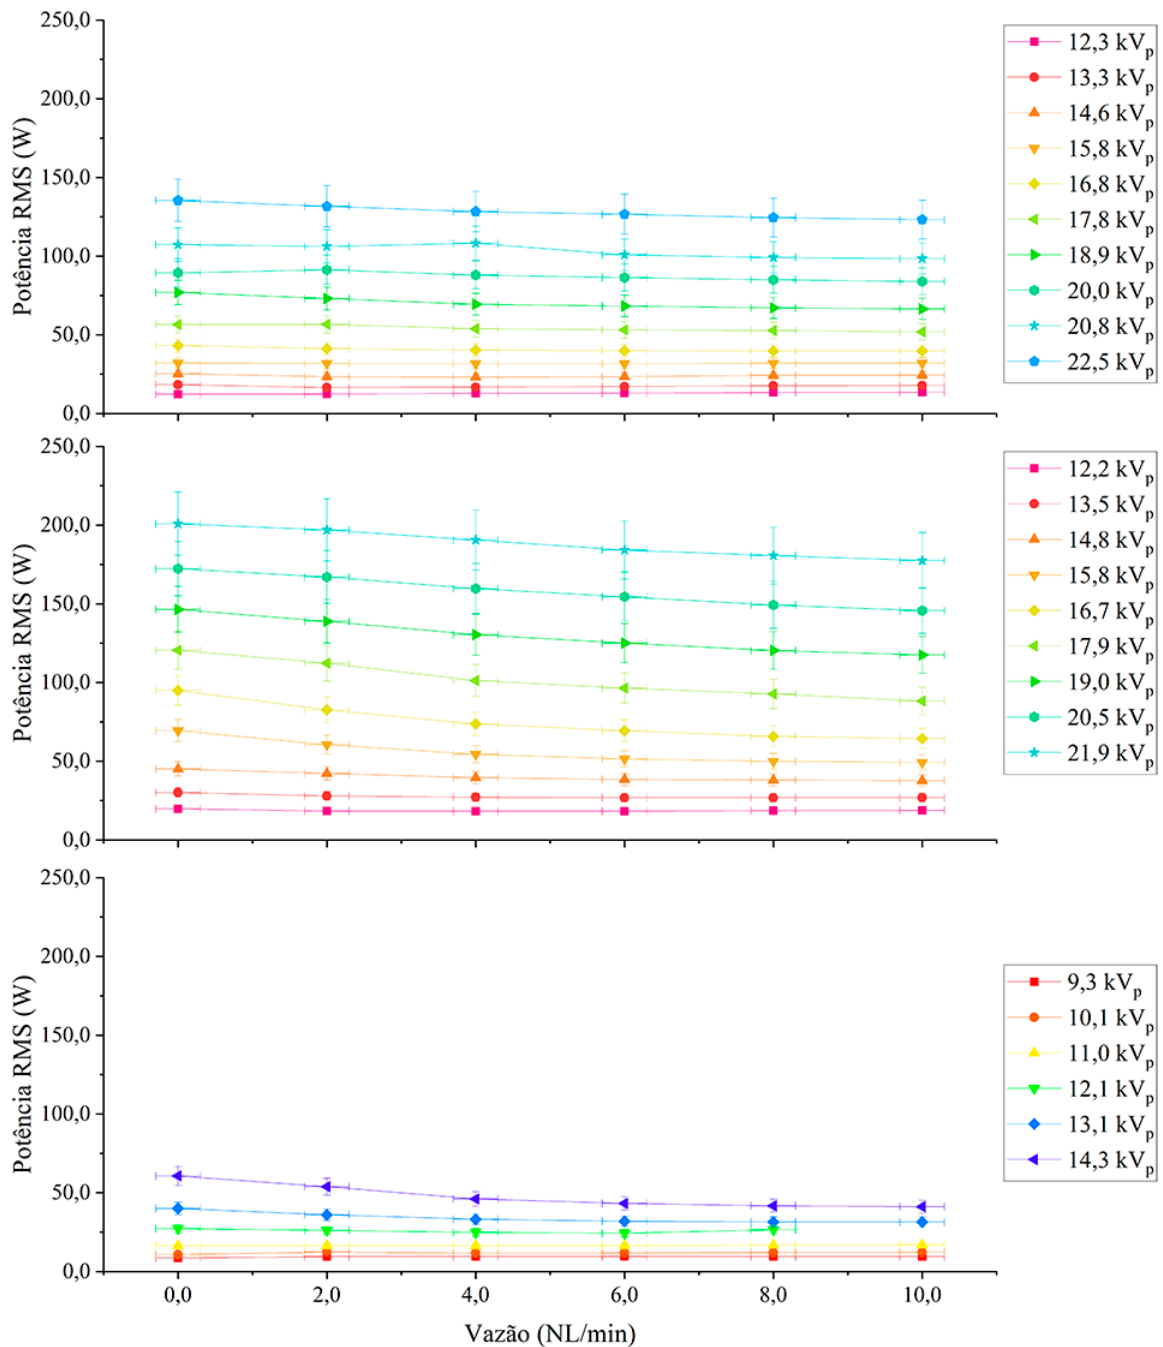 250,0
200,0
150,0
100,0
50,0
0,0
Potência RMS (W)
12,3 kVp
13,3 kVp
14,6 kVp
15,8 kVp
16,8 kVp
17,8 kVp
18,9 kVp
20,0 kVp
20,8 kVp
22,5 kVp
250,0
200,0
150,0
100,0
50,0
0,0
Potência RMS (W)
12,2 kVp
13,5 kVp
14,8 kVp
15,8 kVp
16,7 kVp
17,9 kVp
19,0 kVp
20,5 kVp
21,9 kVp
250,0
200,0
150,0
100,0
50,0
0,0
Potência RMS (W)
9,3 kVp
10,1 kVp
11,0 kVp
12,1 kVp
13,1 kVp
14,3 kVp
0,0 2,0 4,0 6,0 8,0 10,0
Vazão (NL/min)